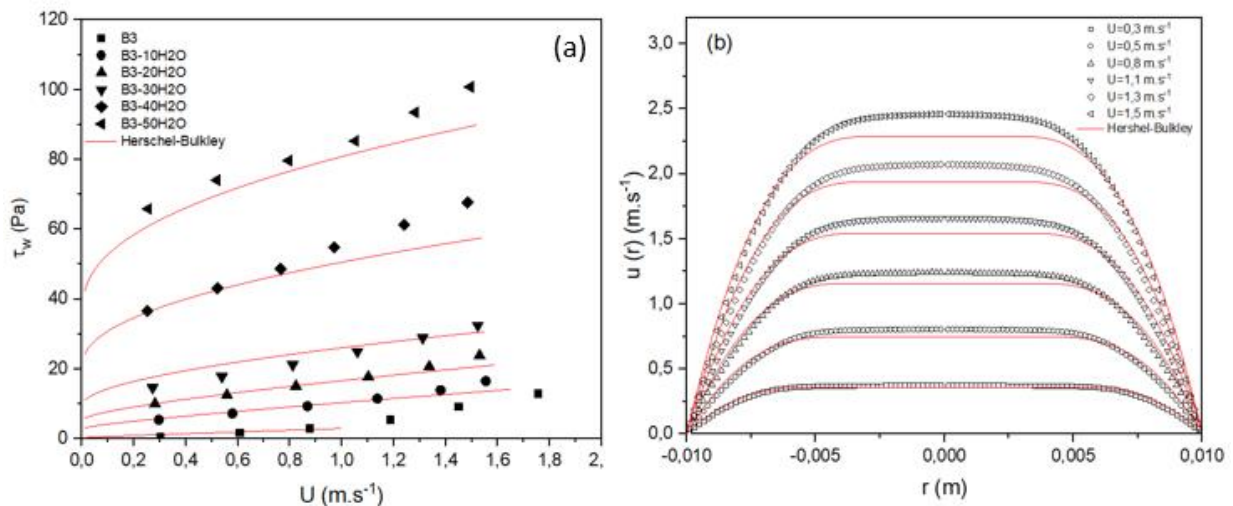 (a)
B3
B3-10H2O
B3-20H2O
B3-30H2O
B3-40H2O
B3-50H2O
Herschel-Bulkley
τw (Pa)
120
100
80
60
40
20
0
0,0 0,2 0,4 0,6 0,8 1,0 1,2 1,4 1,6 1,8 2,
U (m.s-1)
(b)
U=0,3 m.s-1
U=0,5 m.s-1
U=0,8 m.s-1
U=1,1 m.s-1
U=1,3 m.s-1
U=1,5 m.s-1
Hershel-Bulkley
u (r) (m.s-1)
3,0
2,5
2,0
1,5
1,0
0,5
0,0
-0,010 -0,005 0,000 0,005 0,010
r (m)